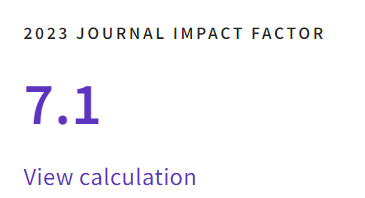 2023 JOURNAL IMPACT FACTOR
7.1
View calculation